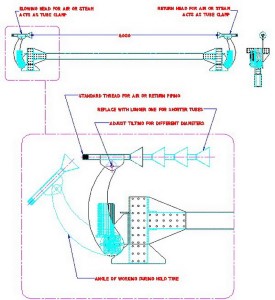 BLOWING HEAD FOR AIR OR STEAM
ACTS AS TUBE CLAMP
RETURN HEAD FOR AIR OR STEAM
ACTS AS TUBE CLAMP
STANDARD THREAD FOR AIR OR RETURN FIRING
REPLACE WITH LONGER ONE FOR SHORTER TUBES
ADJUST TILTING FOR DIFFERENT DIAMETERS
ANGLE OF WORKING DURING HOLD TIME